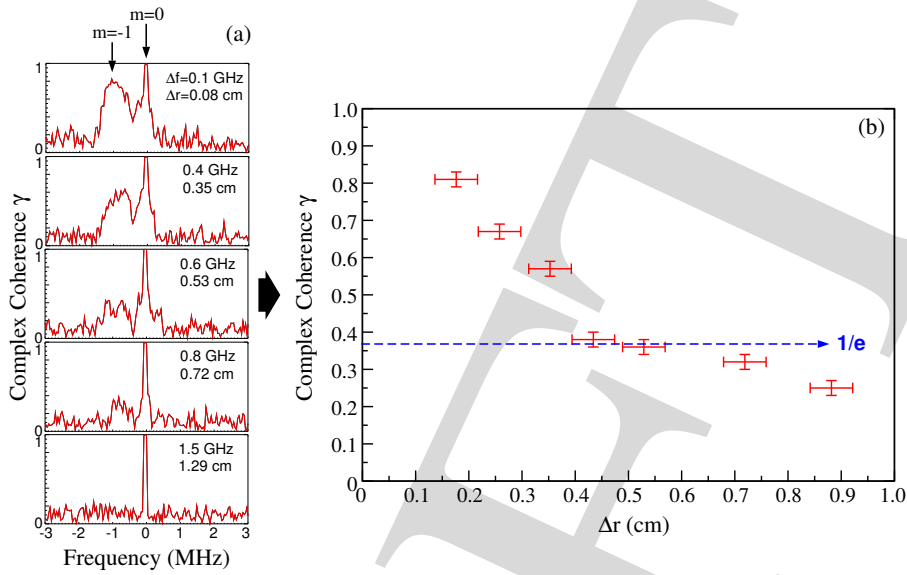 m=0
m=-1
(a)
1
Δf=0.1 GHz
Δr=0.08 cm
0
1
0.4 GHz
0.35 cm
0
1
0.6 GHz
0.53 cm
0
1
0.8 GHz
0.72 cm
0
1
1.5 GHz
1.29 cm
0
-3 -2 -1 0 1 2 3
Frequency (MHz)
Complex Coherence γ
(b)
1.0
0.9
0.8
0.7
0.6
0.5
0.4
0.3
0.2
0.1
0
1/e
0 0.1 0.2 0.3 0.4 0.5 0.6 0.7 0.8 0.9 1.0
Δr (cm)
Complex Coherence γ